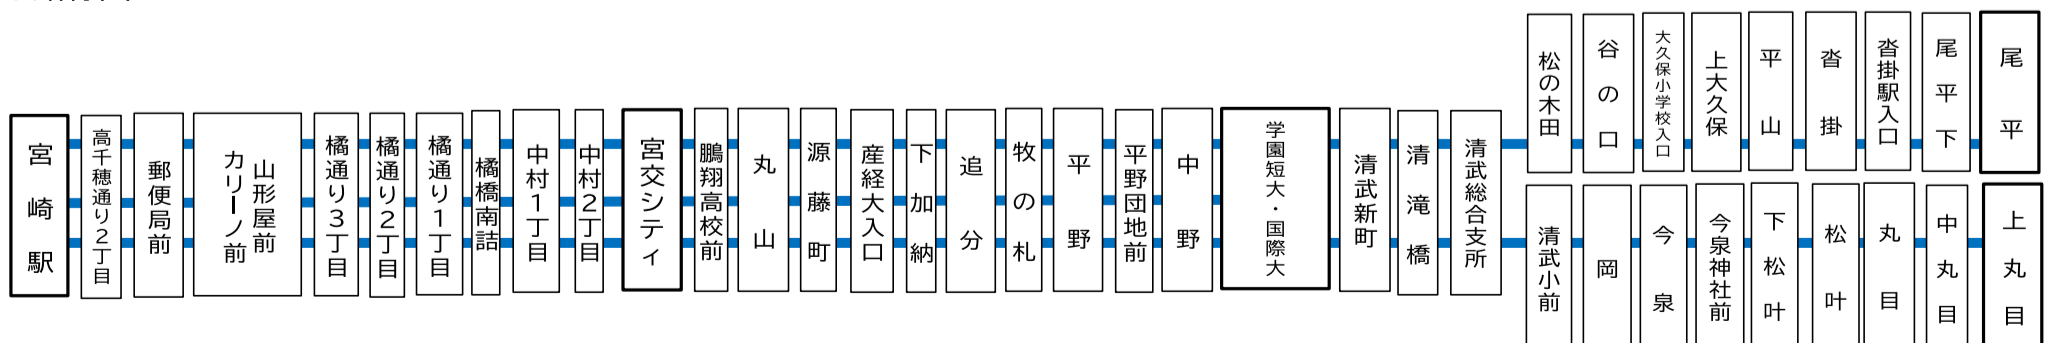 宮崎駅
高千穂通り2丁目
郵便局前
山形屋前
カリーノ前
橘通り3丁目
橘通り2丁目
橘通り1丁目
橘橋南詰
中村1丁目
中村2丁目
宮交シティ
鵬翔高校前
丸山
源藤町
産経大入口
下加納
追分
牧の札
平野
平野団地前
中野
学園短大・国際大
清武新町
清滝橋
清武総合支所
松の木田
谷の口
大久保小学校入口
上大久保
平山
沓掛
沓掛駅入口
尾平下
尾平
清武小前
岡
今泉
今泉神社前
下松叶
松叶
丸目
中丸目
上丸目